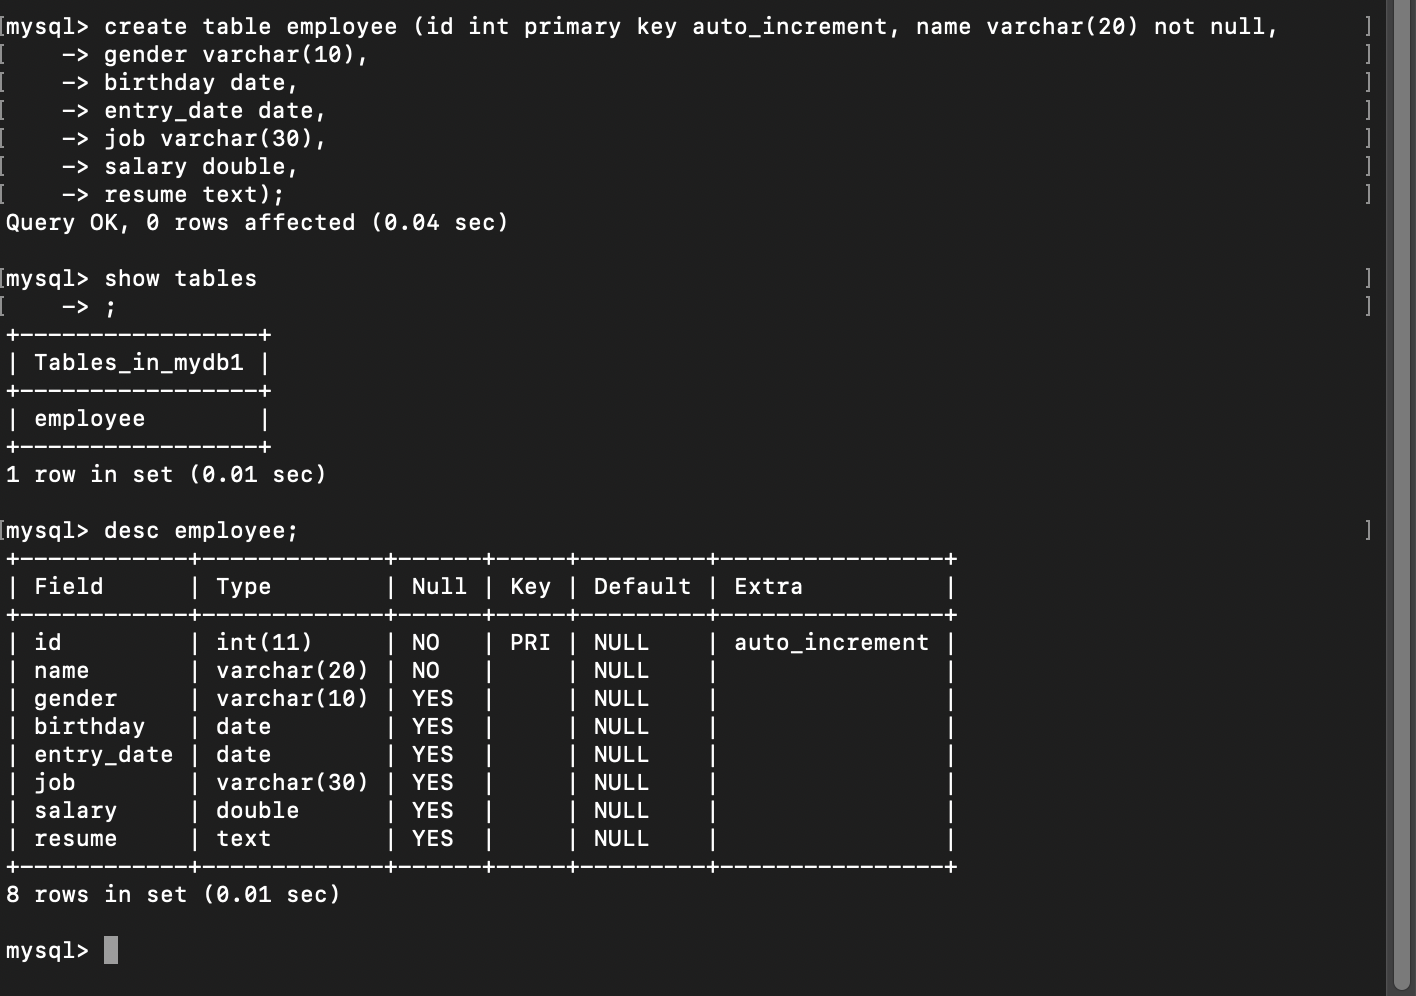 [mysql> create table employee (id int primary key auto_increment, name varchar(20) not null, ]
[    -> gender varchar(10), ]
[    -> birthday date, ]
[    -> entry_date date, ]
[    -> job varchar(30), ]
[    -> salary double, ]
[    -> resume text); ]
Query OK, 0 rows affected (0.04 sec)

[mysql> show tables ]
[    -> ; ]
+-----------------+
| Tables_in_mydb1 |
+-----------------+
| employee        |
+-----------------+
1 row in set (0.01 sec)

[mysql> desc employee; ]
+------------+-------------+------+-----+---------+----------------+
| Field      | Type        | Null | Key | Default | Extra          |
+------------+-------------+------+-----+---------+----------------+
| id         | int(11)     | NO   | PRI | NULL    | auto_increment |
| name       | varchar(20) | NO   |     | NULL    |                |
| gender     | varchar(10) | YES  |     | NULL    |                |
| birthday   | date        | YES  |     | NULL    |                |
| entry_date | date        | YES  |     | NULL    |                |
| job        | varchar(30) | YES  |     | NULL    |                |
| salary     | double      | YES  |     | NULL    |                |
| resume     | text        | YES  |     | NULL    |                |
+------------+-------------+------+-----+---------+----------------+
8 rows in set (0.01 sec)

mysql>